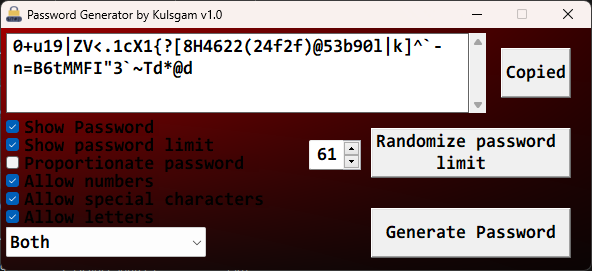 Password Generator by Kulsgam v1.0
0+u19|ZV<.1cX1{?[8H4622(24f2f)@53b90l|k]^`-
n=B6tMMFI"3`~Td*@d
Copied
Show Password
Show password limit
Proportionate password
Allow numbers
Allow special characters
Allow letters
61
Randomize password
limit
Both
Generate Password